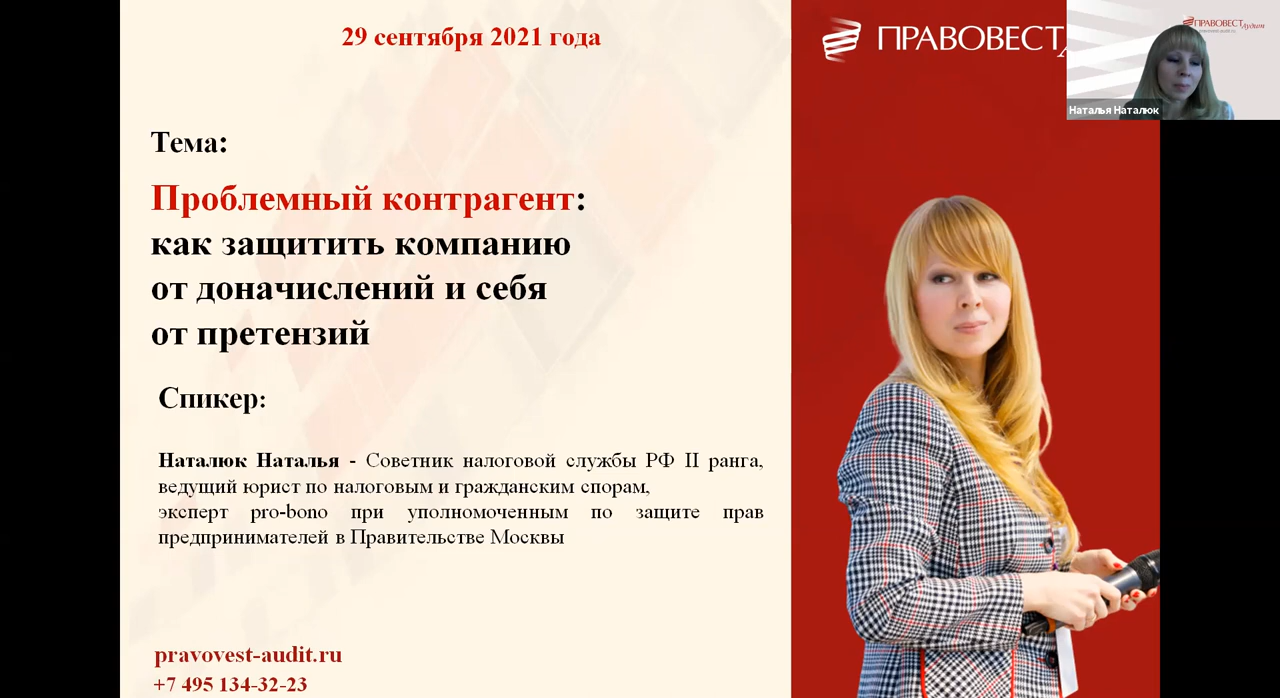 29 сентября 2021 года
ПРАВОВЕСТ
ПРАВОВЕСТ Аудит
Наталья Наталюк
Тема:
Проблемный контрагент:
как защитить компанию
от доначислений и себя
от претензий
Спикер:
Наталюк Наталья - Советник налоговой службы РФ II ранга,
ведущий юрист по налоговым и гражданским спорам,
эксперт pro-bono при уполномоченным по защите прав
предпринимателей в Правительстве Москвы
pravovest-audit.ru
+7 495 134-32-23